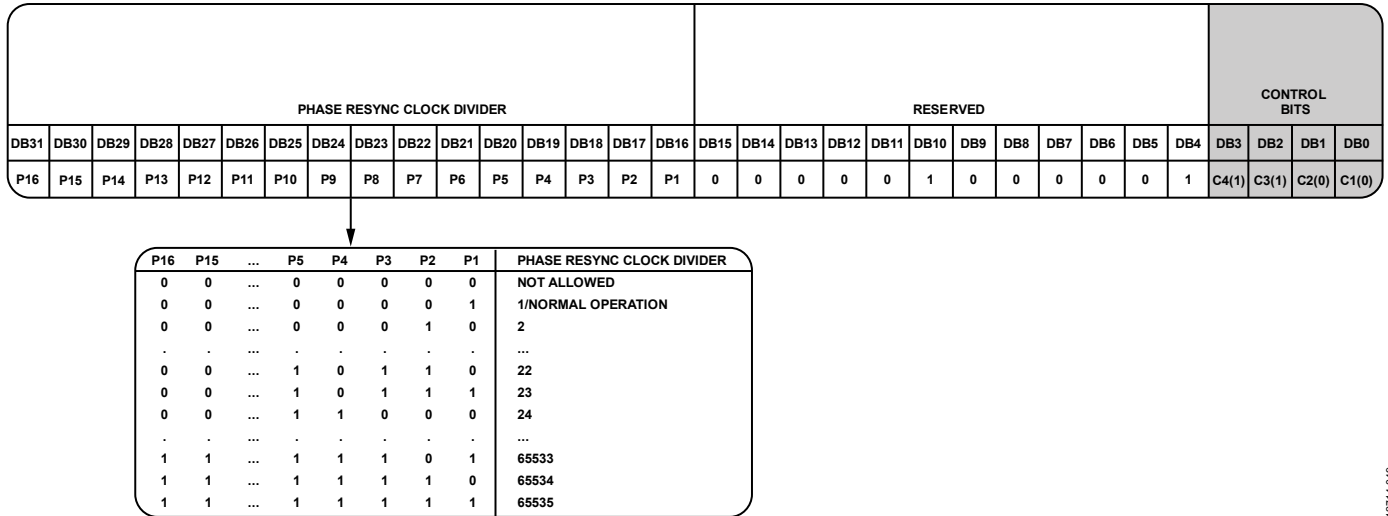 PHASE RESYNC CLOCK DIVIDER RESERVED CONTROL
BITS
DB31 DB30 DB29 DB28 DB27 DB26 DB25 DB24 DB23 DB22 DB21 DB20 DB19 DB18 DB17 DB16 DB15 DB14 DB13 DB12 DB11 DB10 DB9 DB8 DB7 DB6 DB5 DB4 DB3 DB2 DB1 DB0
P16 P15 P14 P13 P12 P11 P10 P9 P8 P7 P6 P5 P4 P3 P2 P1 0 0 0 0 0 1 0 0 0 0 0 1 C4(1) C3(1) C2(0) C1(0)
P16 P15 ... P5 P4 P3 P2 P1 PHASE RESYNC CLOCK DIVIDER
0 0 ... 0 0 0 0 0 NOT ALLOWED
0 0 ... 0 0 0 0 1 1/NORMAL OPERATION
0 0 ... 0 0 0 1 0 2
. . ... . . . . . ...
0 0 ... 1 0 1 1 0 22
0 0 ... 1 0 1 1 1 23
0 0 ... 1 1 0 0 0 24
. . ... . . . . . ...
1 1 ... 1 1 1 0 1 65533
1 1 ... 1 1 1 1 0 65534
1 1 ... 1 1 1 1 1 65535